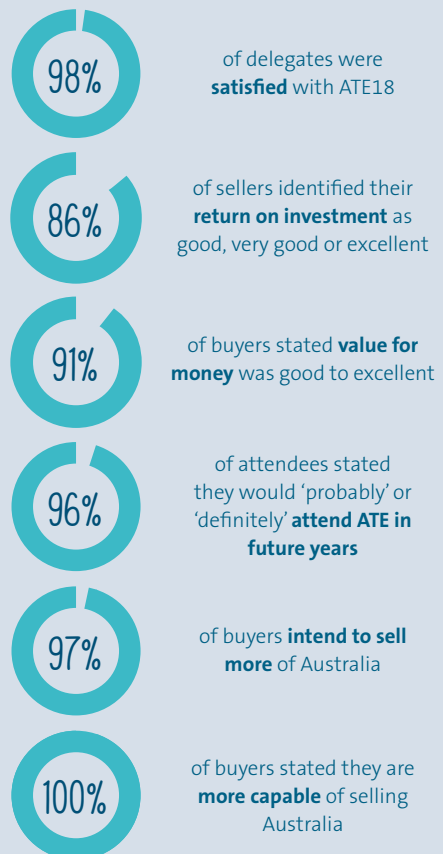 98%
of delegates were
satisfied with ATE18
86%
of sellers identified their
return on investment as
good, very good or excellent
91%
of buyers stated value for
money was good to excellent
96%
of attendees stated
they would ‘probably’ or
‘definitely’ attend ATE in
future years
97%
of buyers intend to sell
more of Australia
100%
of buyers stated they are
more capable of selling
Australia